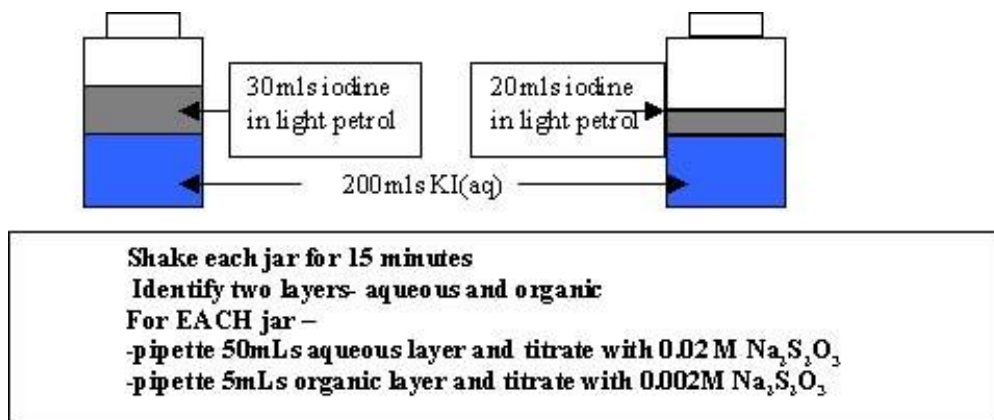 30mls iodine
in light petrol
20mls iodine
in light petrol
200mls KI(aq)
Shake each jar for 15 minutes
Identify two layers- aqueous and organic
For EACH jar –
-pipette 50mLs aqueous layer and titrate with 0.02 M Na₂S₂O₃
-pipette 5mLs organic layer and titrate with 0.002M Na₂S₂O₃